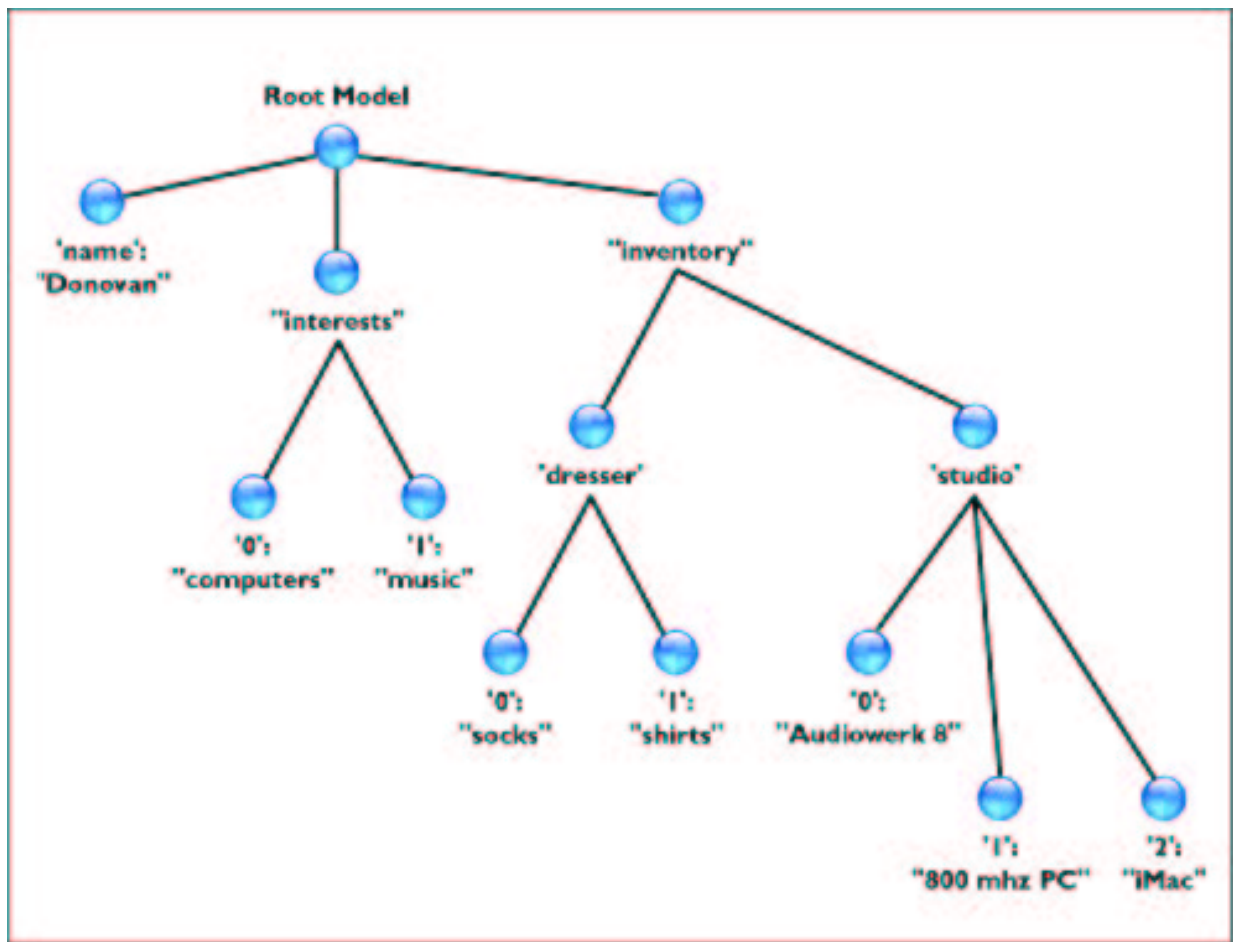 Root Model
'name':
"Donovan"
"inventory"
"interests"
'dresser'
'studio'
'0':
"computers"
'1':
"music"
'0':
"socks"
'1':
"shirts"
'0':
"Audiowerk 8"
'1':
"800 mhz PC"
'2':
"iMac"